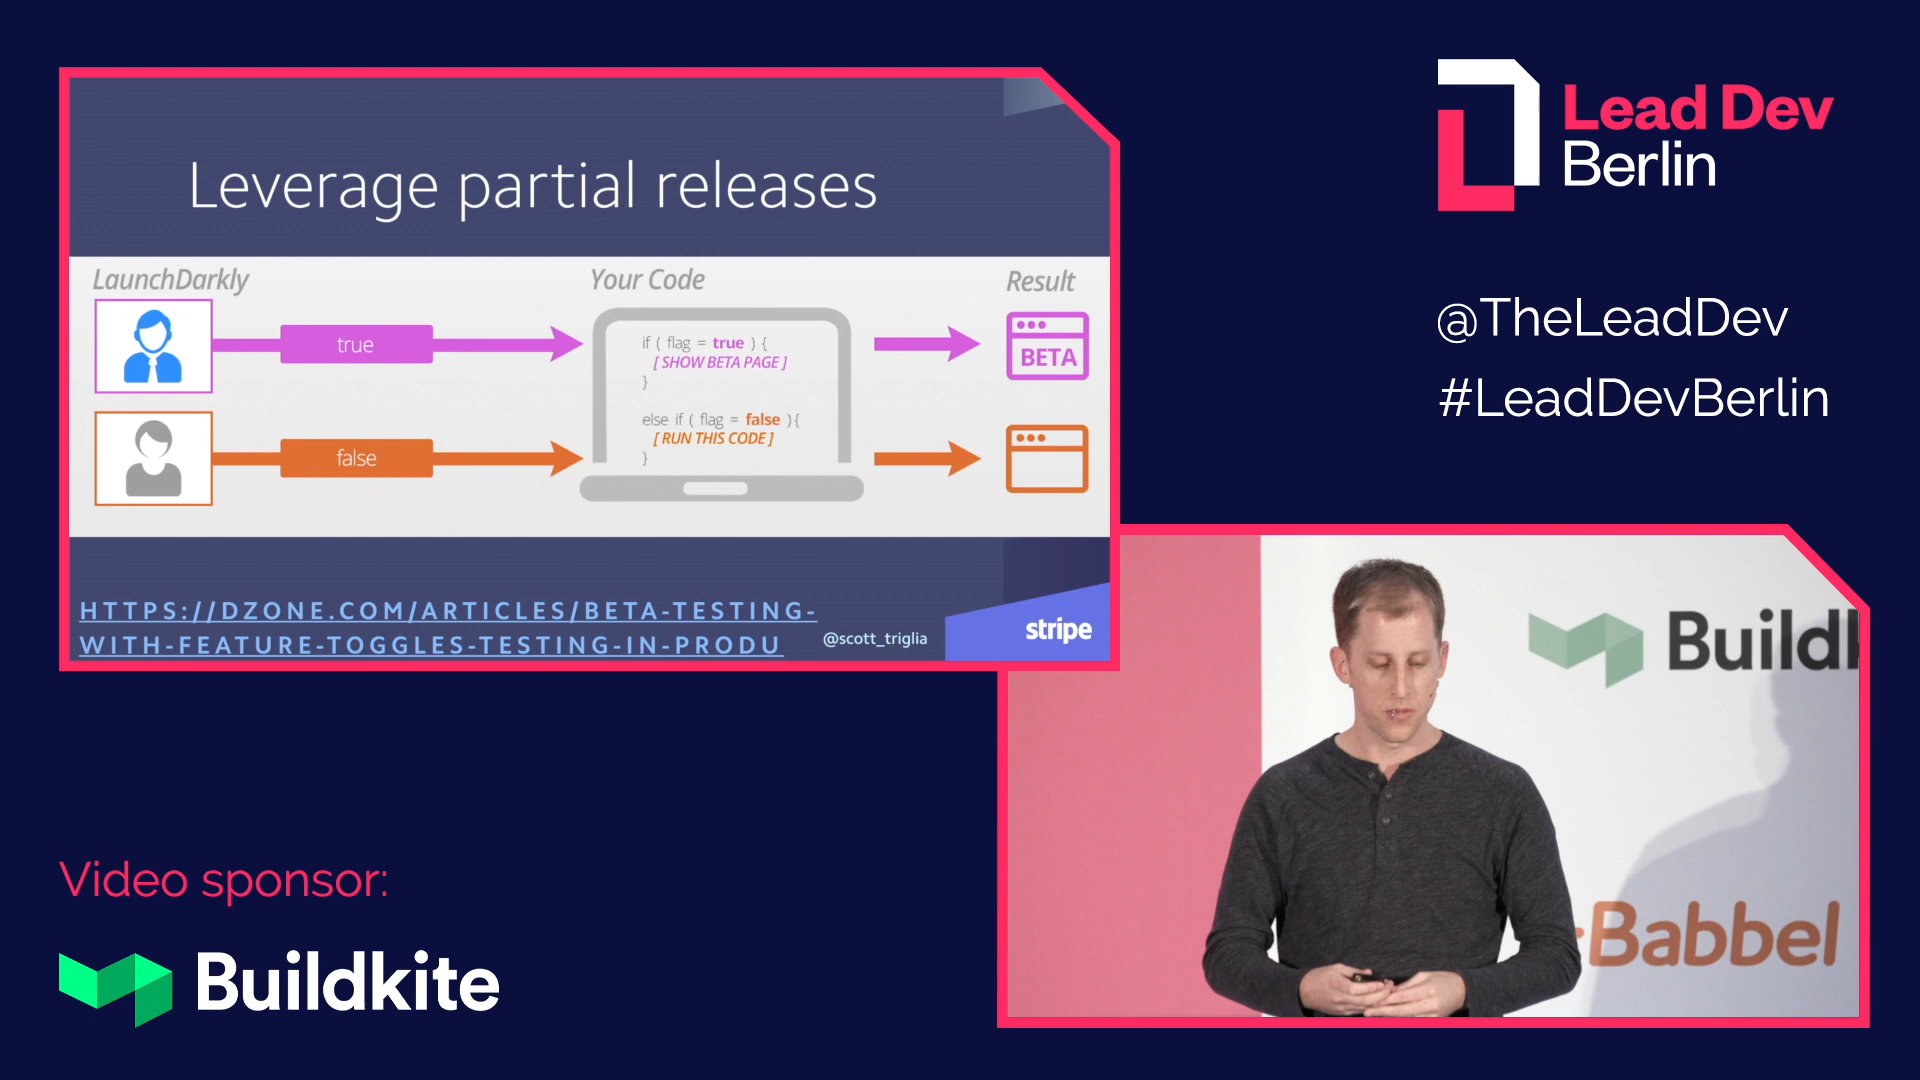 Leverage partial releases
LaunchDarkly
Your Code
Result
true
if ( flag = true ) {
[ SHOW BETA PAGE ]
}
BETA
else if ( flag = false ){
[ RUN THIS CODE ]
}
false
HTTPS://DZONE.COM/ARTICLES/BETA-TESTING-
WITH-FEATURE-TOGGLES-TESTING-IN-PRODU
@scott_triglia
stripe
Lead Dev
Berlin
@TheLeadDev
#LeadDevBerlin
Buildk
Babbel
Video sponsor:
Buildkite